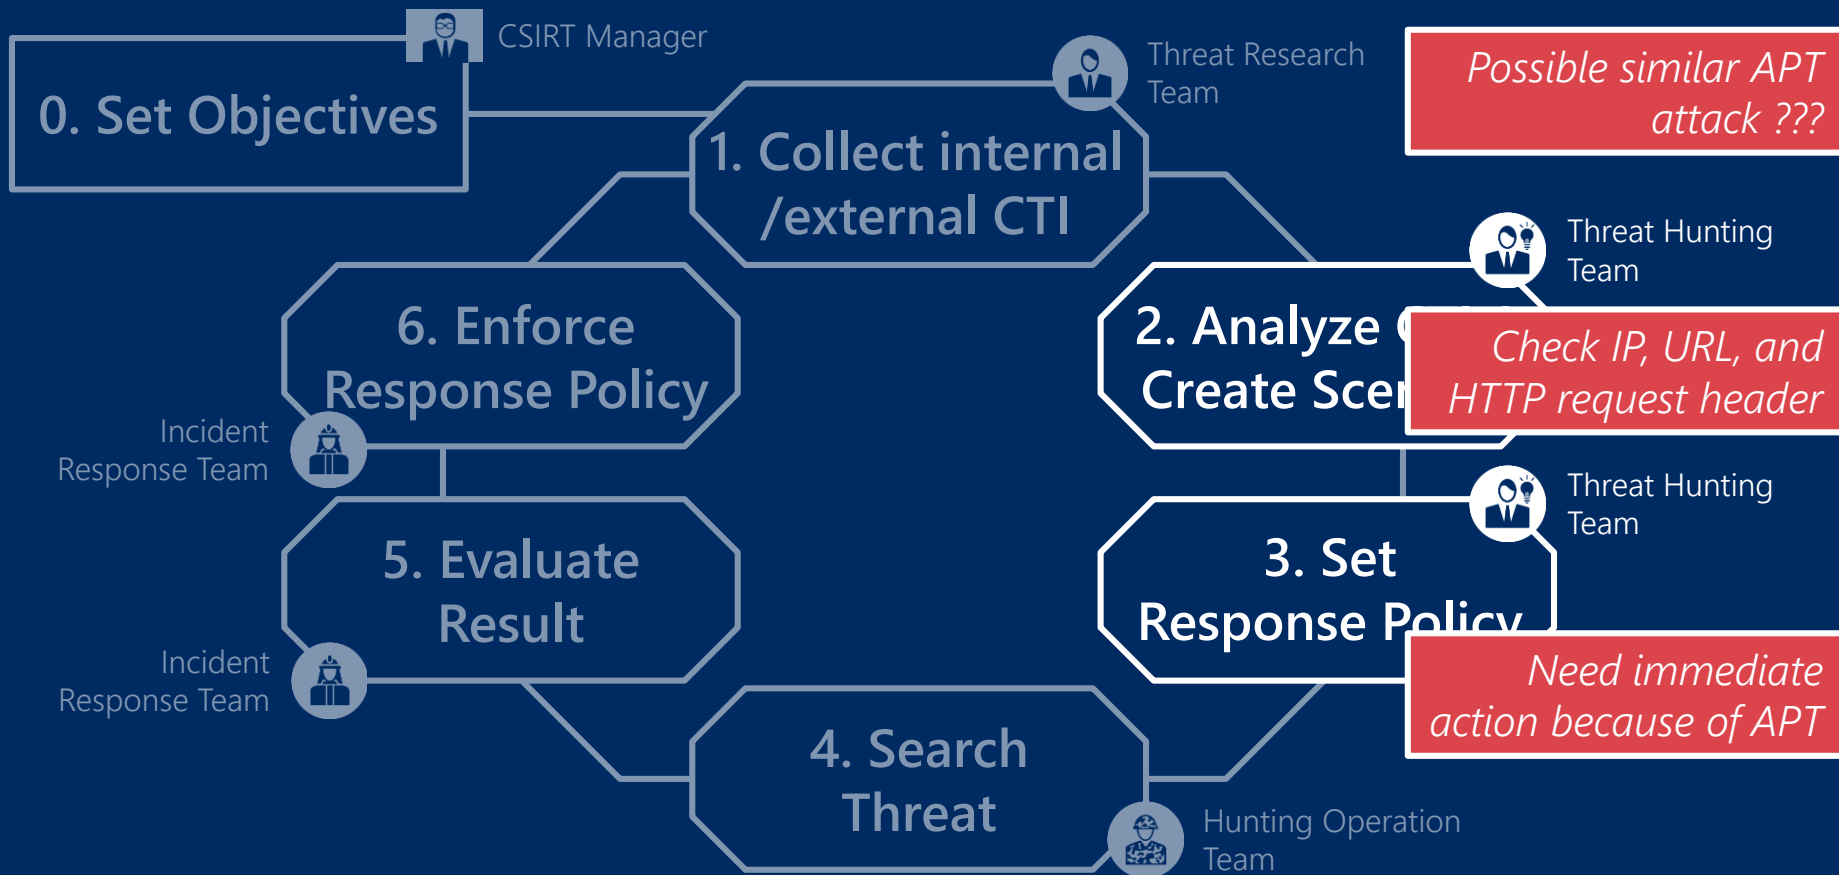 CSIRT Manager
0. Set Objectives
Threat Research
Team
1. Collect internal
/external CTI
Possible similar APT
attack ???
Threat Hunting
Team
2. Analyze
Create
Check IP, URL, and
HTTP request header
6. Enforce
Response Policy
Incident
Response Team
Threat Hunting
Team
3. Set
Response Policy
Need immediate
action because of APT
5. Evaluate
Result
Incident
Response Team
4. Search
Threat
Hunting Operation
Team